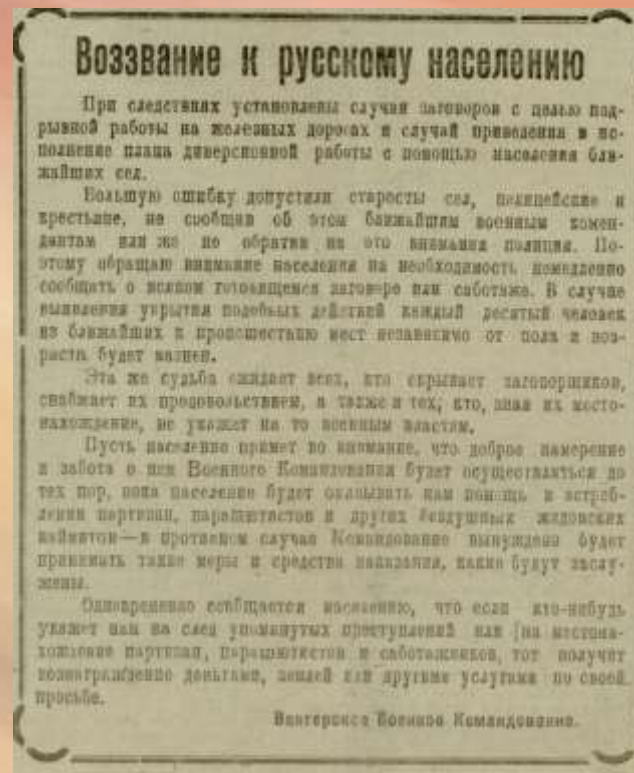 Воззвание к русскому населению
При следствиях установлены случаи заговоров с целью под-
рывной работы на железных дорогах и случай приведения в ис-
полнение плана диверсионной работы с помощью населения бли-
жайших сел.
Большую ошибку допустили старосты сел, полицейские и
крестьяне, не сообщив об этом ближайшим военным комен-
дантам или же не обратив на это внимания полиции. По-
этому обращаю внимание населения на необходимость немедленно
сообщать о всяком готовящемся заговоре или саботаже. В случае
выявления укрытия подобных действий каждый десятый человек
из ближайших к происшествию мест независимо от пола и воз-
раста будет казнен.
Эта же судьба ожидает всех, кто скрывает заговорщиков,
снабжает их продовольствием, а также и тех, кто, зная их место-
нахождение, не укажет на то военным властям.
Пусть население примет во внимание, что доброе намерение
и забота о нем Военного Командования будет осуществляться до
тех пор, пока население будет оказывать нам помощь в истреб-
лении партизан, парашютистов и других воздушных жидовских
наймитов—в противном случае Командование вынуждено будет
принимать такие меры и средства наказания, какие будут заслу-
жены.
Одновременно сообщается населению, что если кто-нибудь
укажет нам на след упомянутых преступлений или на местона-
хождение партизан, парашютистов и саботажников, тот получит
вознаграждение деньгами, землей или другими услугами по своей
просьбе.
Венгерское Военное Командование.